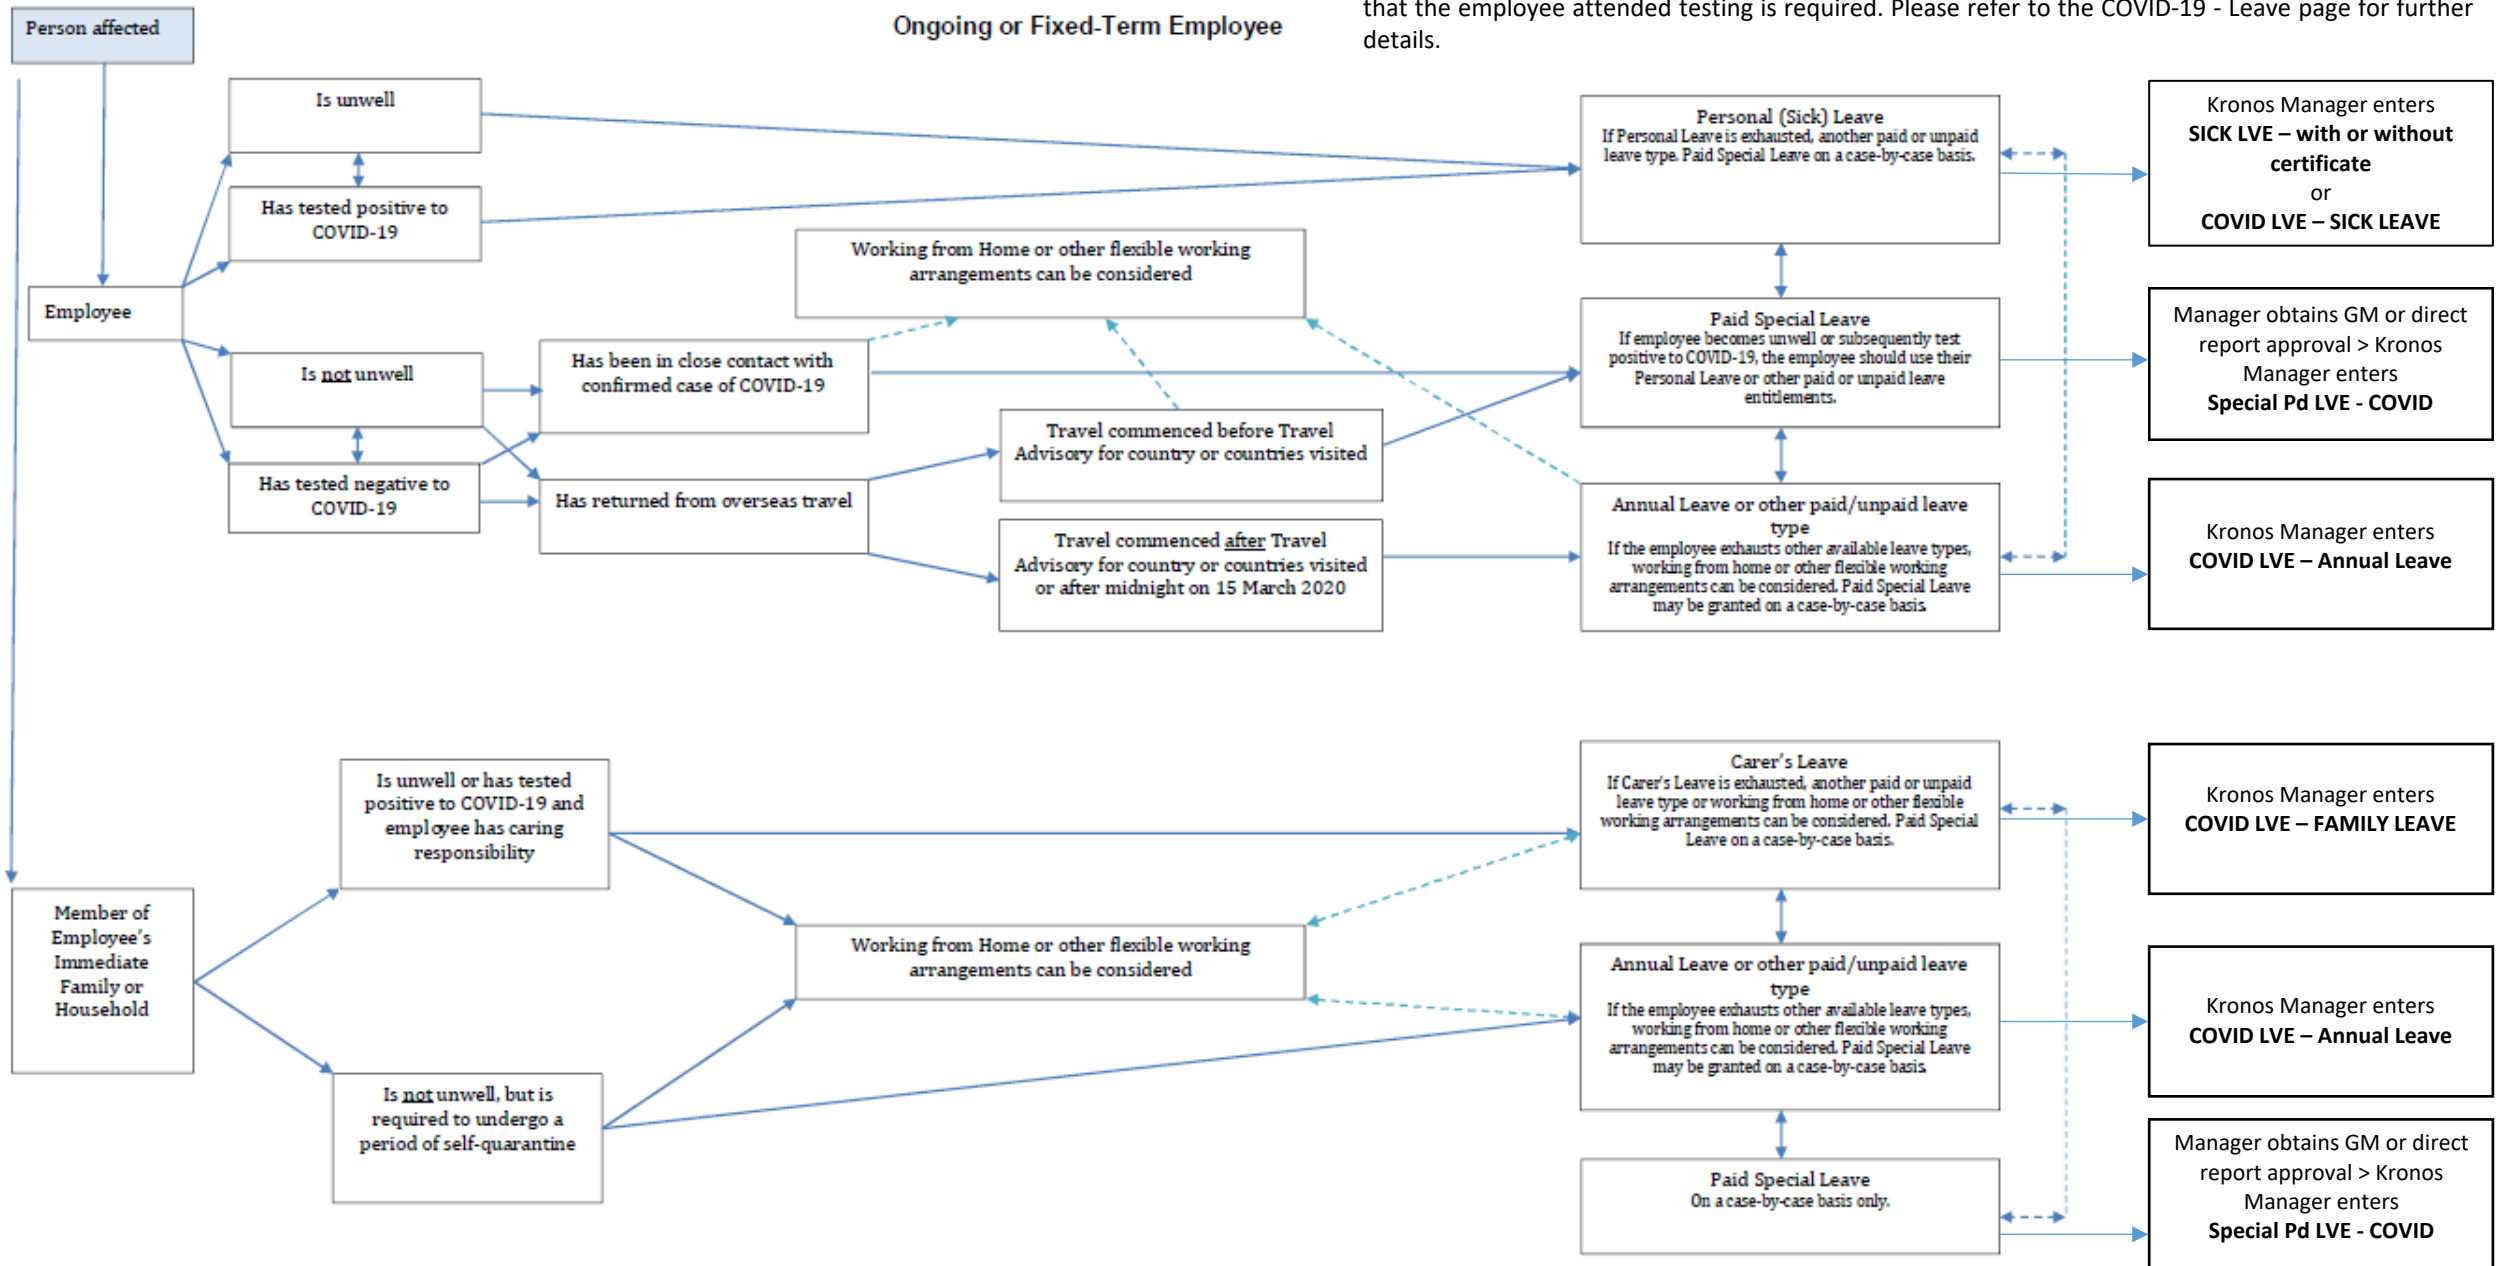 Person affected
Ongoing or Fixed-Term Employee
that the employee attended testing is required. Please refer to the COVID-19 - Leave page for further
details.
Is unwell
Has tested positive to
COVID-19
Employee
Is not unwell
Has tested negative to
COVID-19
Working from Home or other flexible working
arrangements can be considered
Has been in close contact with
confirmed case of COVID-19
Has returned from overseas travel
Travel commenced before Travel
Advisory for country or countries visited
Travel commenced after Travel
Advisory for country or countries visited
or after midnight on 15 March 2020
Personal (Sick) Leave
If Personal Leave is exhausted, another paid or unpaid
leave type. Paid Special Leave on a case-by-case basis.
Kronos Manager enters
SICK LVE – with or without
certificate
or
COVID LVE – SICK LEAVE
Paid Special Leave
If employee becomes unwell or subsequently test
positive to COVID-19, the employee should use their
Personal Leave or other paid or unpaid leave
entitlements.
Manager obtains GM or direct
report approval > Kronos
Manager enters
Special Pd LVE - COVID
Annual Leave or other paid/unpaid leave
type
If the employee exhausts other available leave types,
working from home or other flexible working
arrangements can be considered. Paid Special Leave
may be granted on a case-by-case basis.
Kronos Manager enters
COVID LVE – Annual Leave
Member of
Employee's
Immediate
Family or
Household
Is unwell or has tested
positive to COVID-19 and
employee has caring
responsibility
Is not unwell, but is
required to undergo a
period of self-quarantine
Working from Home or other flexible working
arrangements can be considered
Carer's Leave
If Carer's Leave is exhausted, another paid or unpaid
leave type or working from home or other flexible
working arrangements can be considered. Paid Special
Leave on a case-by-case basis.
Kronos Manager enters
COVID LVE – FAMILY LEAVE
Annual Leave or other paid/unpaid leave
type
If the employee exhausts other available leave types,
working from home or other flexible working
arrangements can be considered. Paid Special Leave
may be granted on a case-by-case basis.
Kronos Manager enters
COVID LVE – Annual Leave
Paid Special Leave
On a case-by-case basis only.
Manager obtains GM or direct
report approval > Kronos
Manager enters
Special Pd LVE - COVID